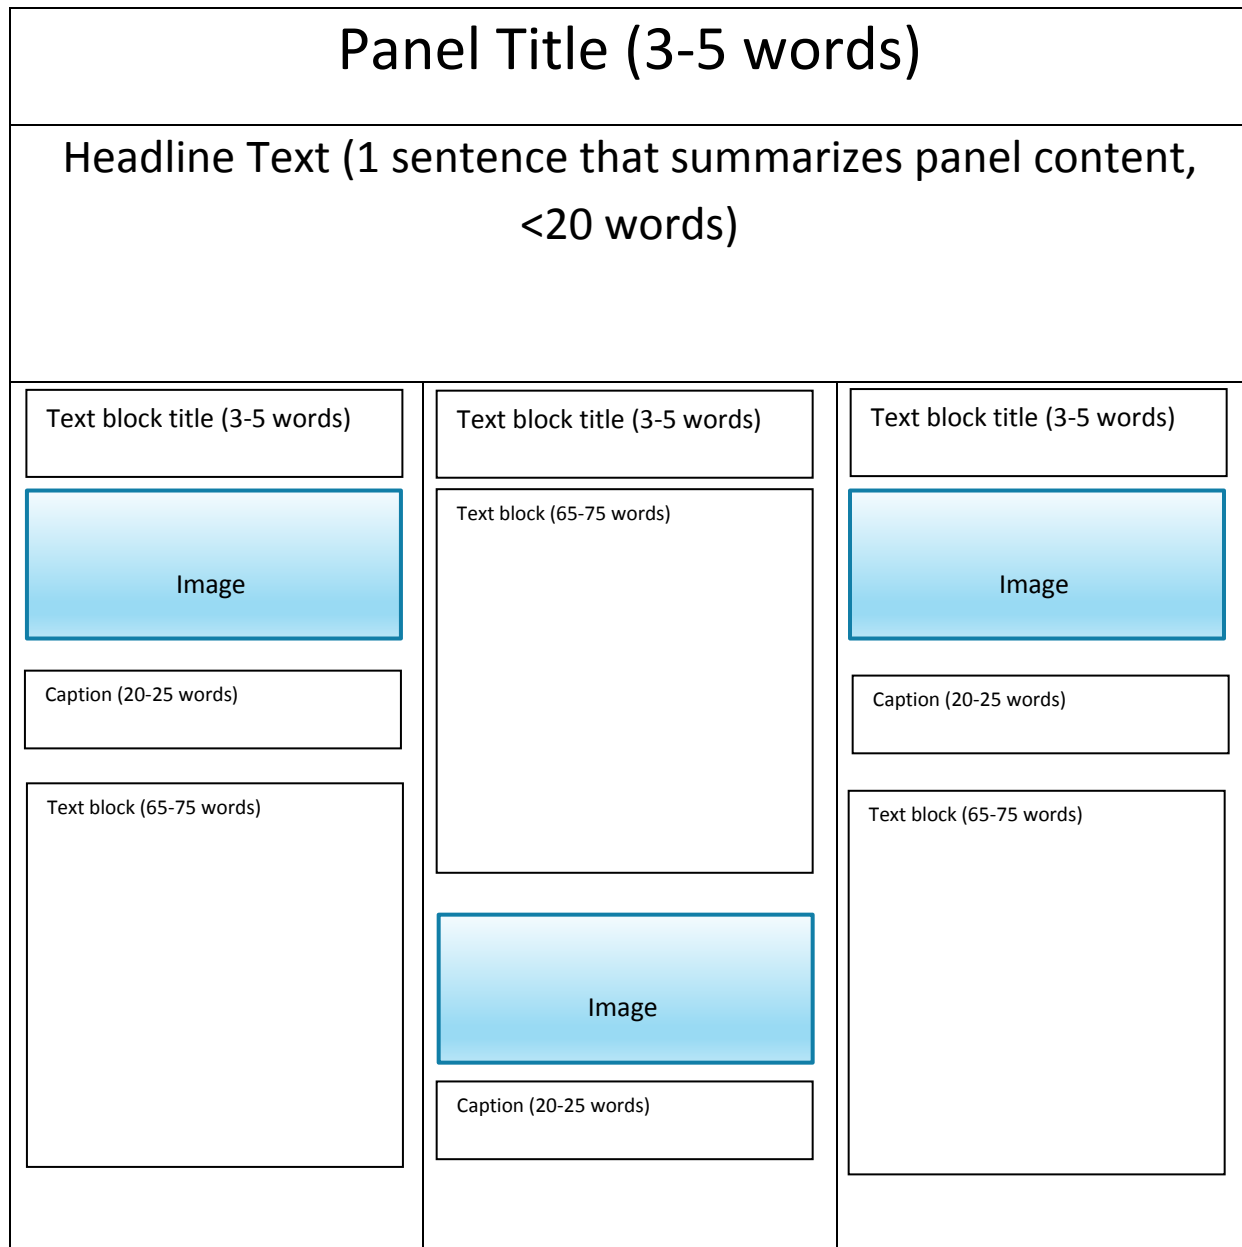 Panel Title (3-5 words)
Headline Text (1 sentence that summarizes panel content,
<20 words)
Text block title (3-5 words)
Image
Caption (20-25 words)
Text block (65-75 words)
Text block title (3-5 words)
Text block (65-75 words)
Image
Caption (20-25 words)
Text block title (3-5 words)
Image
Caption (20-25 words)
Text block (65-75 words)